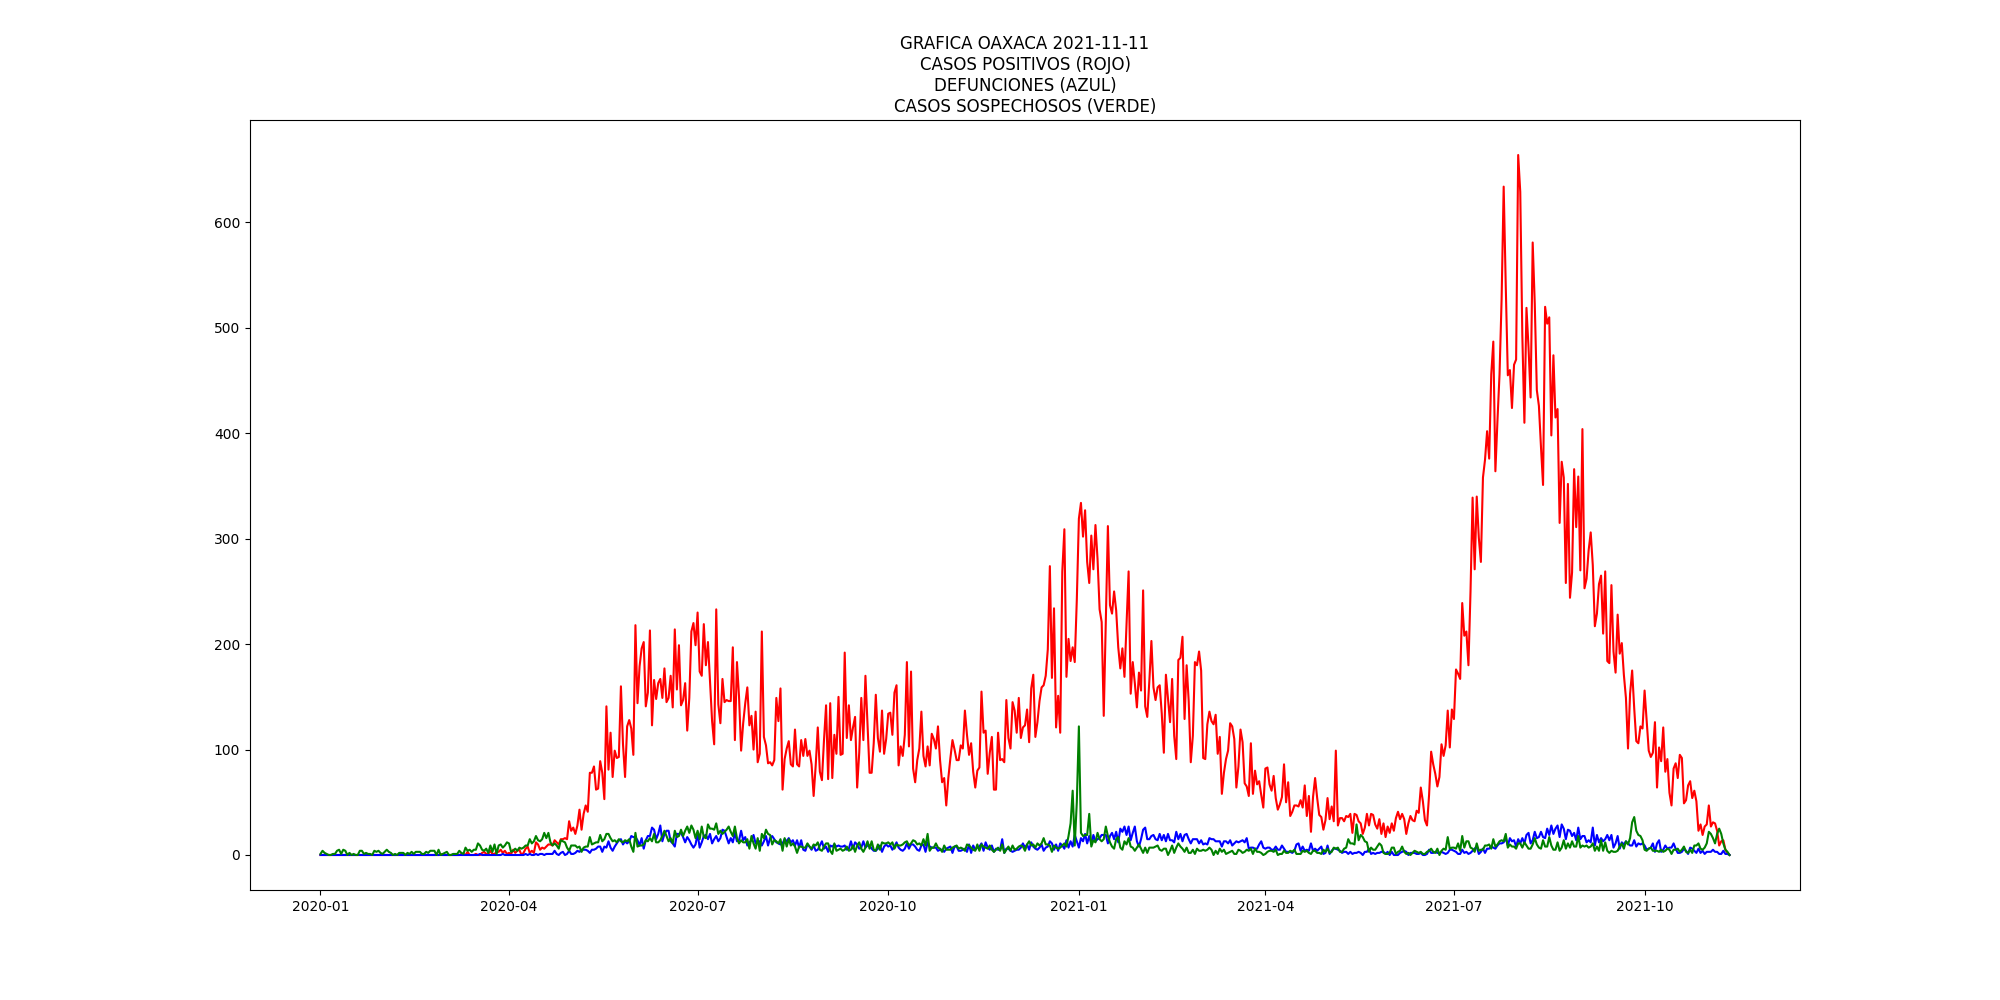 GRAFICA OAXACA 2021-11-11
CASOS POSITIVOS (ROJO)
DEFUNCIONES (AZUL)
CASOS SOSPECHOSOS (VERDE)
600
500
400
300
200
100
0
2020-01 2020-04 2020-07 2020-10 2021-01 2021-04 2021-07 2021-10